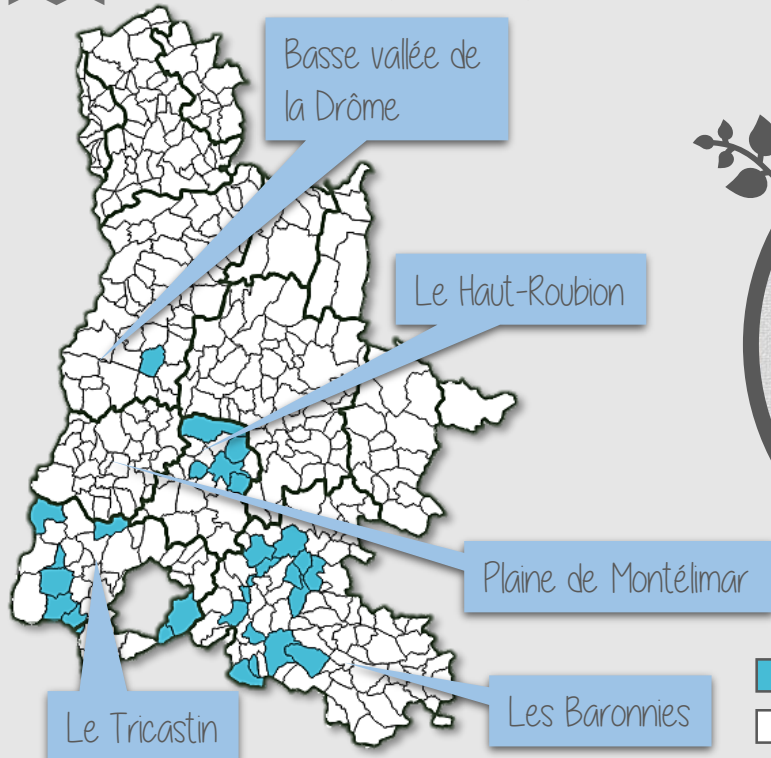 Basse vallée de
la Drôme
Le Haut-Roubion
Plaine de Montélimar
Les Baronnies
Le Tricastin